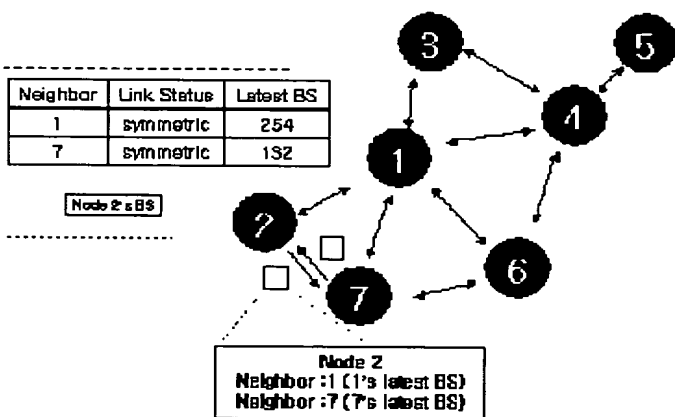 3
5
Neighbor Link Status Latest BS
1 symmetric 254
7 symmetric 132
4
1
Node 2's BS
2
6
7
Node 2
Neighbor :1 (1's latest BS)
Neighbor :7 (7's latest BS)